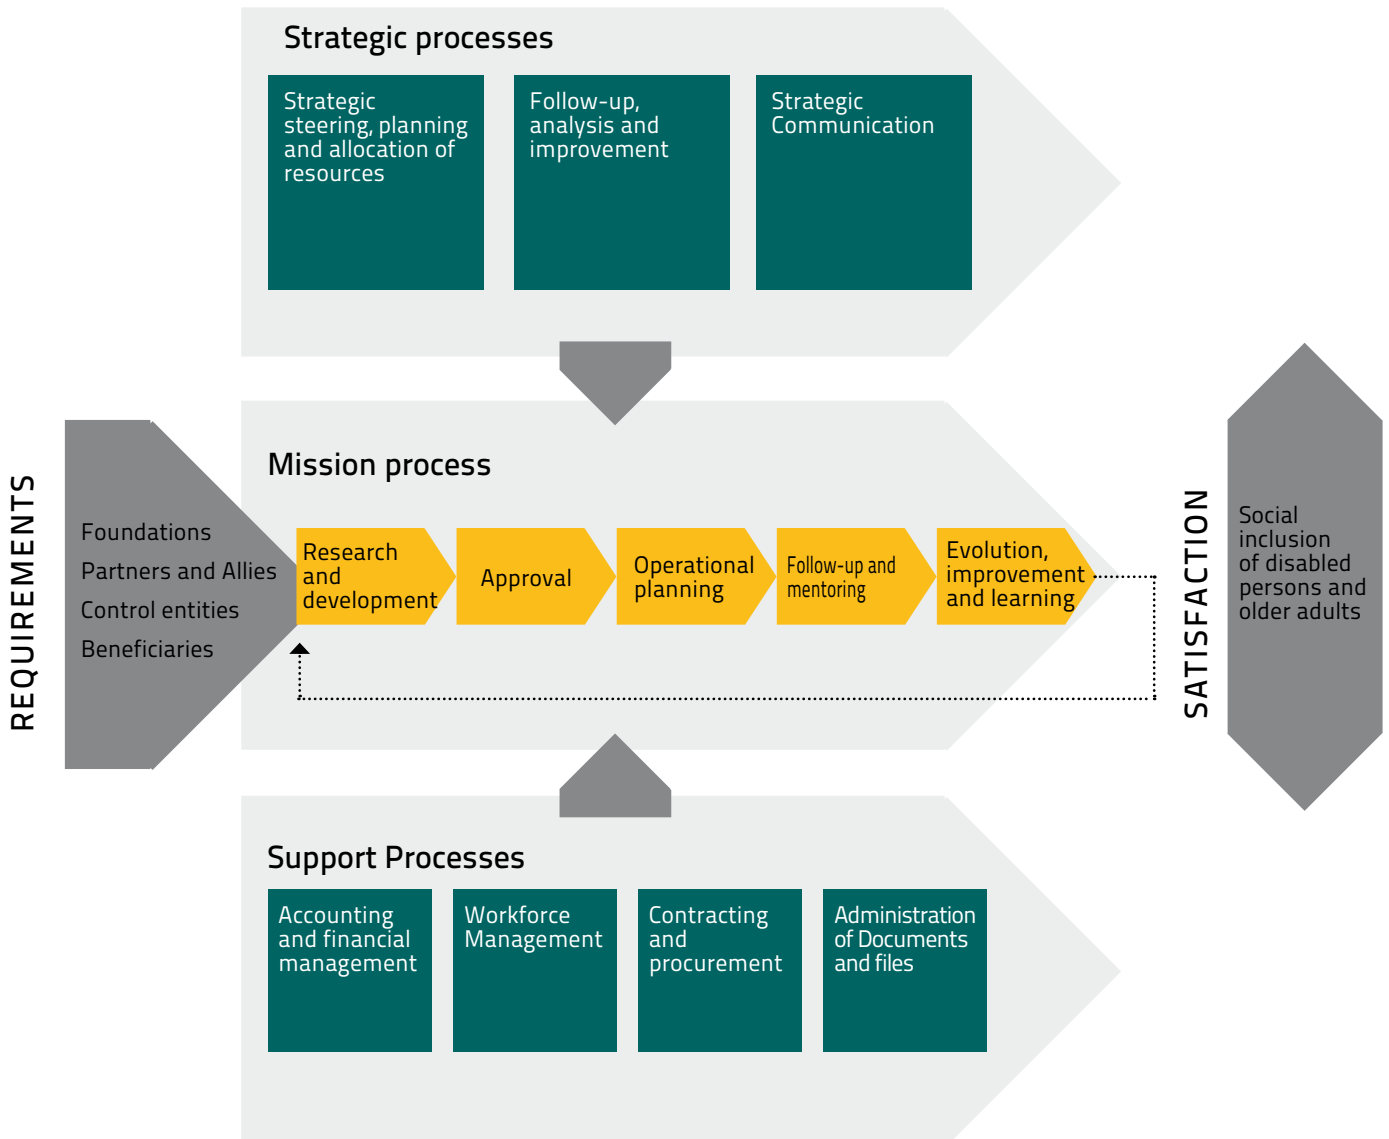 Strategic processes
Strategic
steering, planning
and allocation of
resources
Follow-up,
analysis and
improvement
Strategic
Communication
REQUIREMENTS
Foundations
Partners and Allies
Control entities
Beneficiaries
Mission process
Research
and
development
Approval
Operational
planning
Follow-up and
mentoring
Evolution,
improvement
and learning
SATISFACTION
Social
inclusion
of disabled
persons and
older adults
Support Processes
Accounting
and financial
management
Workforce
Management
Contracting
and
procurement
Administration
of Documents
and files